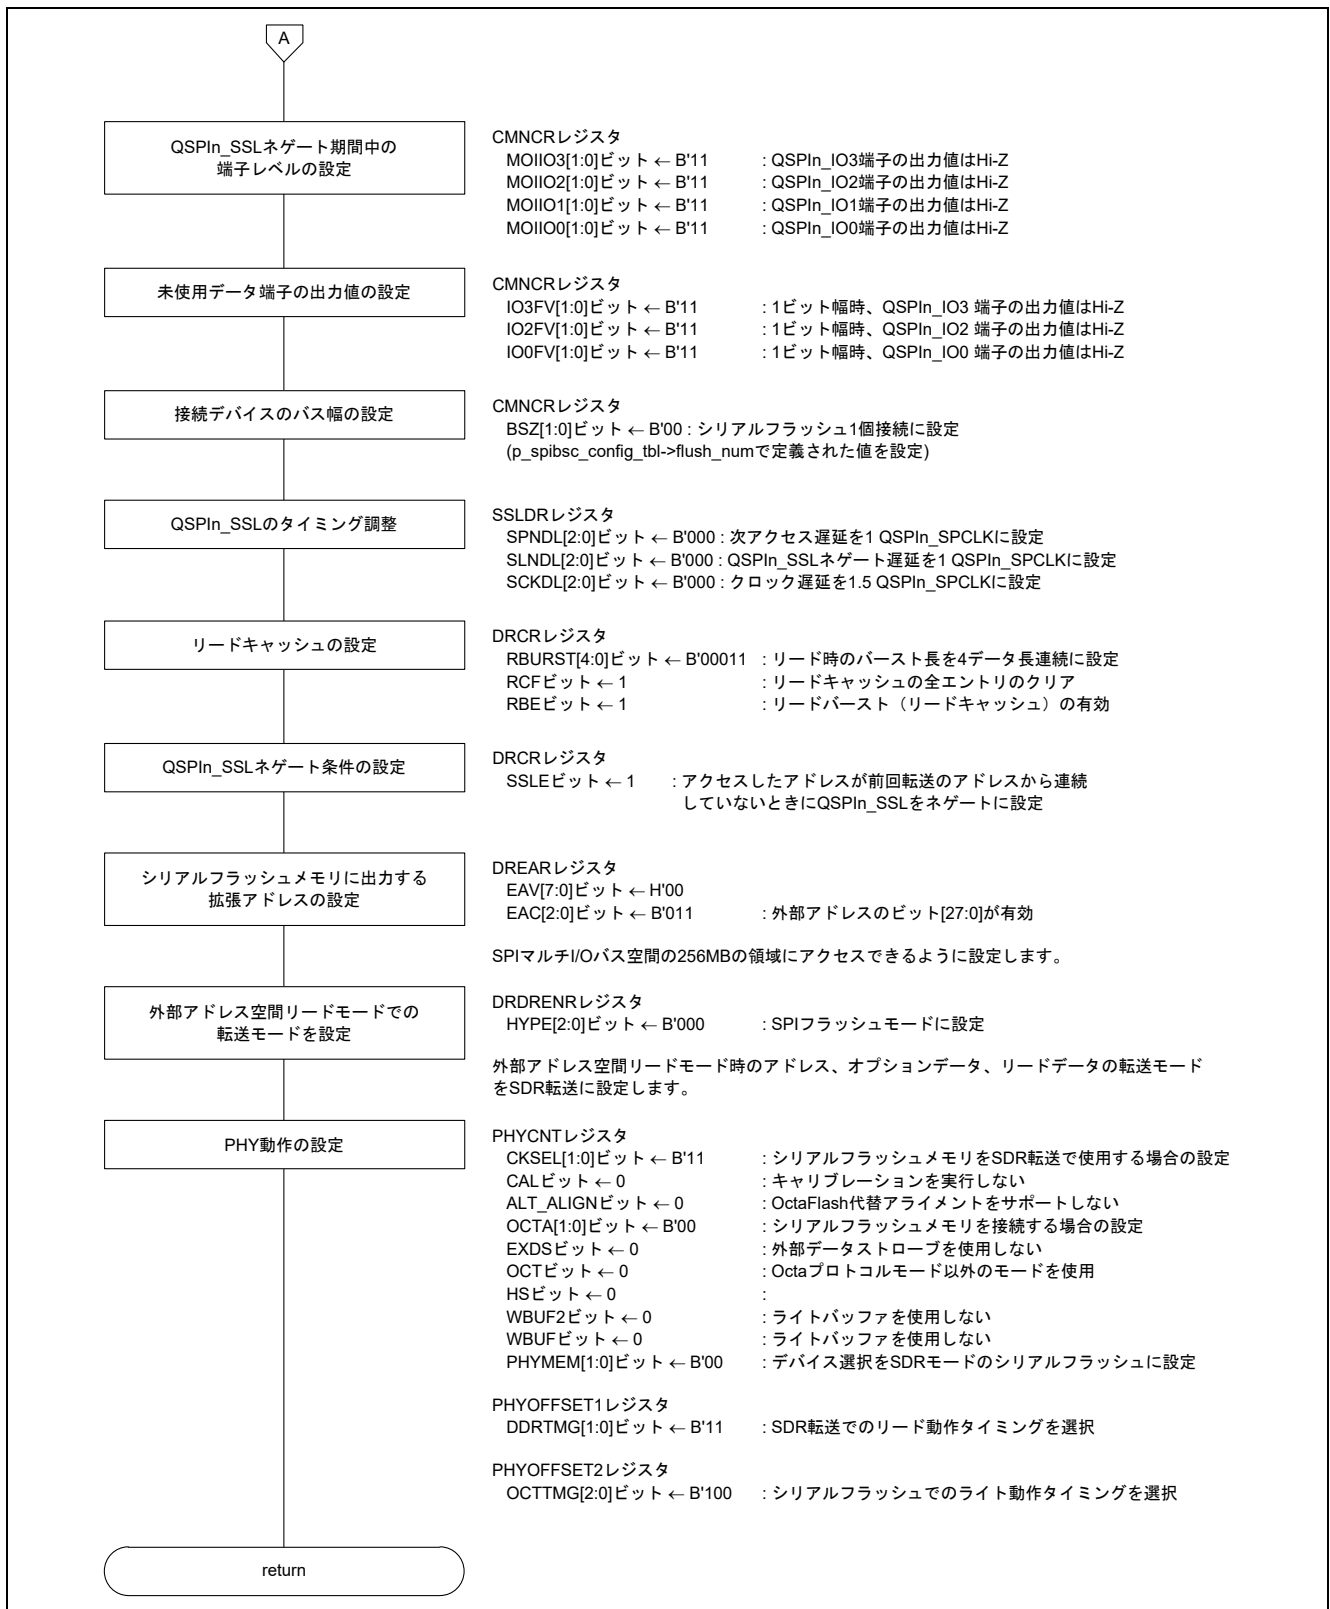 A
QSPIn_SSLネゲート期間中の
端子レベルの設定
CMNCRレジスタ
MOIIO3[1:0]ビット ← B'11 : QSPIn_IO3端子の出力値はHi-Z
MOIIO2[1:0]ビット ← B'11 : QSPIn_IO2端子の出力値はHi-Z
MOIIO1[1:0]ビット ← B'11 : QSPIn_IO1端子の出力値はHi-Z
MOIIO0[1:0]ビット ← B'11 : QSPIn_IO0端子の出力値はHi-Z
未使用データ端子の出力値の設定
CMNCRレジスタ
IO3FV[1:0]ビット ← B'11 : 1ビット幅時、QSPIn_IO3 端子の出力値はHi-Z
IO2FV[1:0]ビット ← B'11 : 1ビット幅時、QSPIn_IO2 端子の出力値はHi-Z
IO0FV[1:0]ビット ← B'11 : 1ビット幅時、QSPIn_IO0 端子の出力値はHi-Z
接続デバイスのバス幅の設定
CMNCRレジスタ
BSZ[1:0]ビット ← B'00 : シリアルフラッシュ1個接続に設定
(p_spibsc_config_tbl->flush_numで定義された値を設定)
QSPIn_SSLのタイミング調整
SSLDRレジスタ
SPNDL[2:0]ビット ← B'000 : 次アクセス遅延を1 QSPIn_SPCLKに設定
SLNDL[2:0]ビット ← B'000 : QSPIn_SSLネゲート遅延を1 QSPIn_SPCLKに設定
SCKDL[2:0]ビット ← B'000 : クロック遅延を1.5 QSPIn_SPCLKに設定
リードキャッシュの設定
DRCRレジスタ
RBURST[4:0]ビット ← B'00011 : リード時のバースト長を4データ長連続に設定
RCFビット ← 1 : リードキャッシュの全エントリのクリア
RBEビット ← 1 : リードバースト（リードキャッシュ）の有効
QSPIn_SSLネゲート条件の設定
DRCRレジスタ
SSLEビット ← 1 : アクセスしたアドレスが前回転送のアドレスから連続
していないときにQSPIn_SSLをネゲートに設定
シリアルフラッシュメモリに出力する
拡張アドレスの設定
DREARレジスタ
EAV[7:0]ビット ← H'00
EAC[2:0]ビット ← B'011 : 外部アドレスのビット[27:0]が有効
SPIマルチI/Oバス空間の256MBの領域にアクセスできるように設定します。
外部アドレス空間リードモードでの
転送モードを設定
DRDRENRレジスタ
HYPE[2:0]ビット ← B'000 : SPIフラッシュモードに設定
外部アドレス空間リードモード時のアドレス、オプションデータ、リードデータの転送モード
をSDR転送に設定します。
PHY動作の設定
PHYCNTレジスタ
CKSEL[1:0]ビット ← B'11 : シリアルフラッシュメモリをSDR転送で使用する場合の設定
CALビット ← 0 : キャリブレーションを実行しない
ALT_ALIGNビット ← 0 : OctaFlash代替アライメントをサポートしない
OCTA[1:0]ビット ← B'00 : シリアルフラッシュメモリを接続する場合の設定
EXDSビット ← 0 : 外部データストローブを使用しない
OCTビット ← 0 : Octaプロトコルモード以外のモードを使用
HSビット ← 0 :
WBUF2ビット ← 0 : ライトバッファを使用しない
WBUFビット ← 0 : ライトバッファを使用しない
PHYMEM[1:0]ビット ← B'00 : デバイス選択をSDRモードのシリアルフラッシュに設定
PHYOFFSET1レジスタ
DDRTMG[1:0]ビット ← B'11 : SDR転送でのリード動作タイミングを選択
PHYOFFSET2レジスタ
OCTTMG[2:0]ビット ← B'100 : シリアルフラッシュでのライト動作タイミングを選択
return